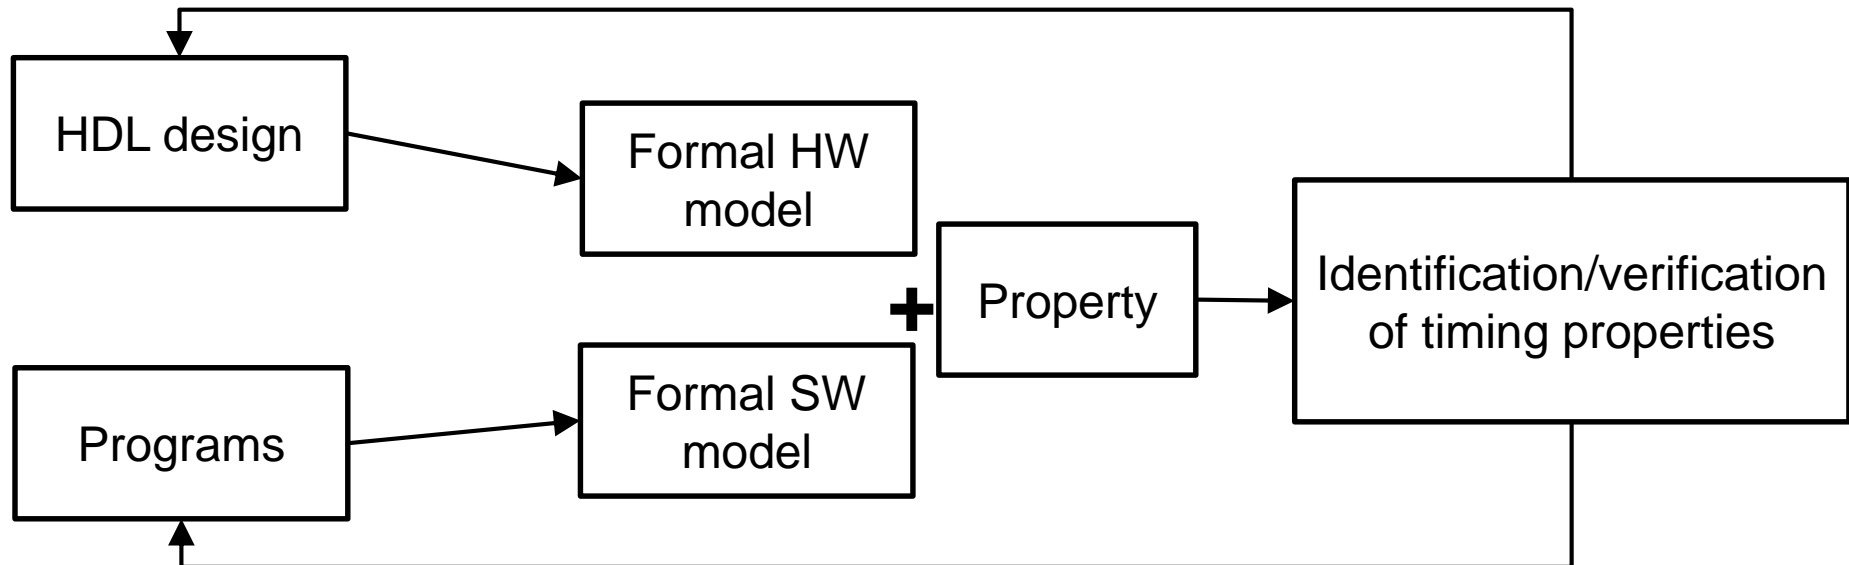 HDL design
Formal HW
model
Programs
Formal SW
model
+
Property
Identification/verification
of timing properties